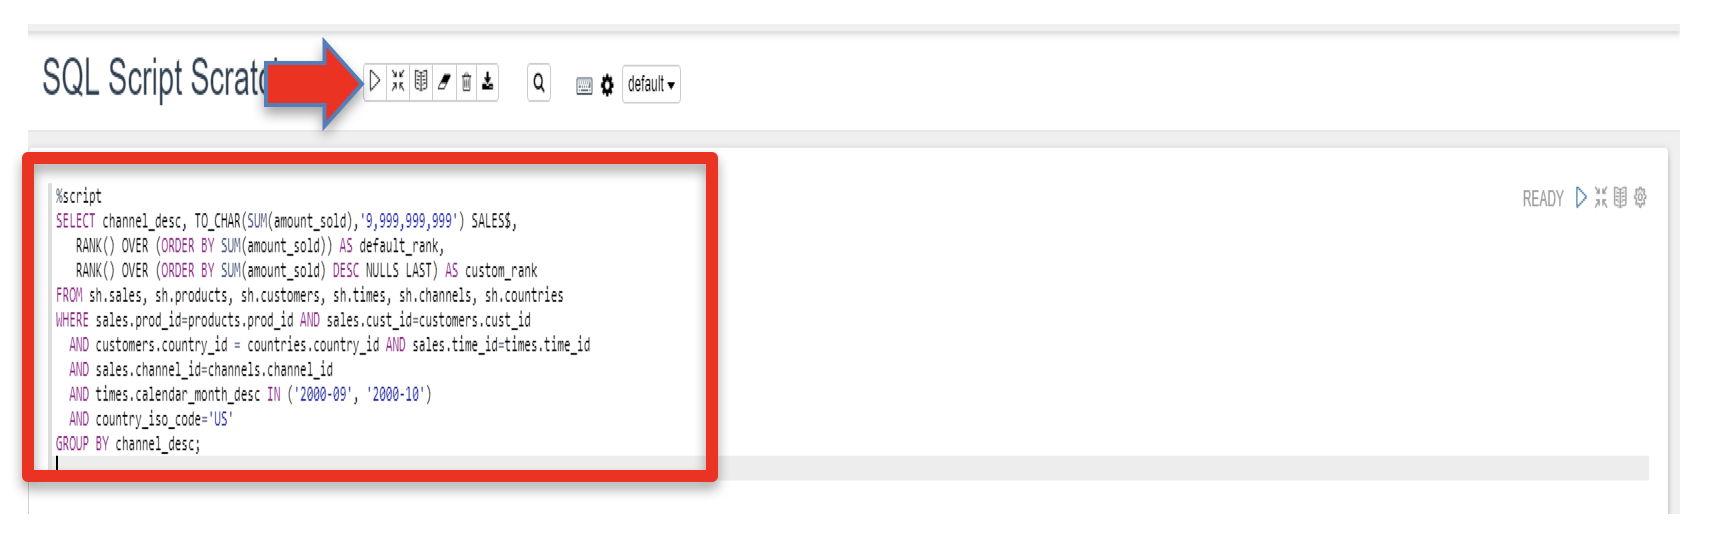 SQL Script
default
%script
READY
SELECT channel_desc, TO_CHAR(SUM(amount_sold),'9,999,999,999') SALES$,
RANK() OVER (ORDER BY SUM(amount_sold)) AS default_rank,
RANK() OVER (ORDER BY SUM(amount_sold) DESC NULLS LAST) AS custom_rank
FROM sh.sales, sh.products, sh.customers, sh.times, sh.channels, sh.countries
WHERE sales.prod_id=products.prod_id AND sales.cust_id=customers.cust_id
AND customers.country_id = countries.country_id AND sales.time_id=times.time_id
AND sales.channel_id=channels.channel_id
AND times.calendar_month_desc IN ('2000-09', '2000-10')
AND country_iso_code='US'
GROUP BY channel_desc;